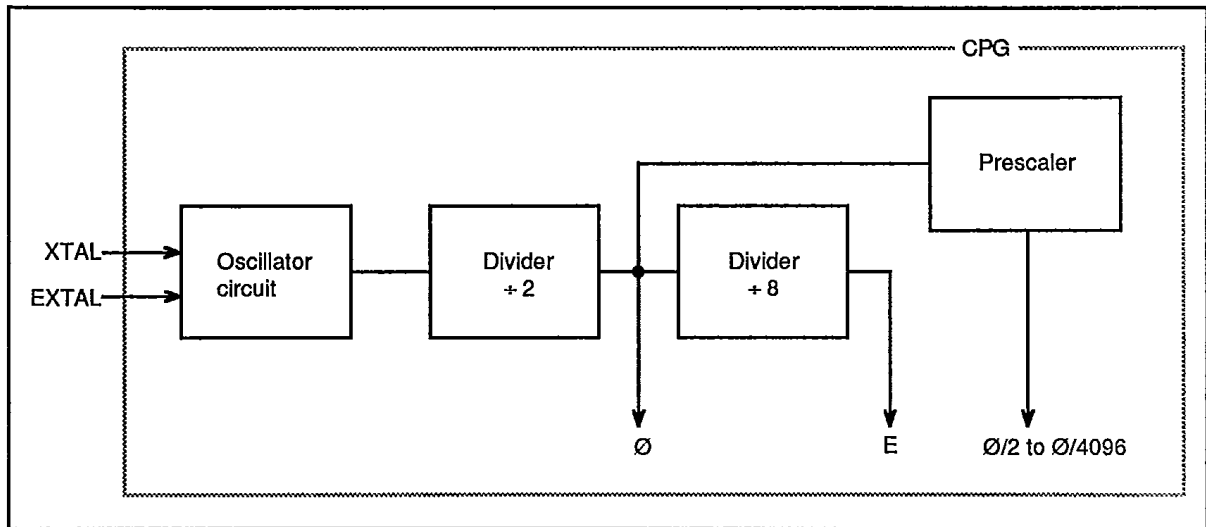 CPG
Prescaler
XTAL
EXTAL
Oscillator
circuit
Divider
÷ 2
Divider
÷ 8
Ø
E
Ø/2 to Ø/4096